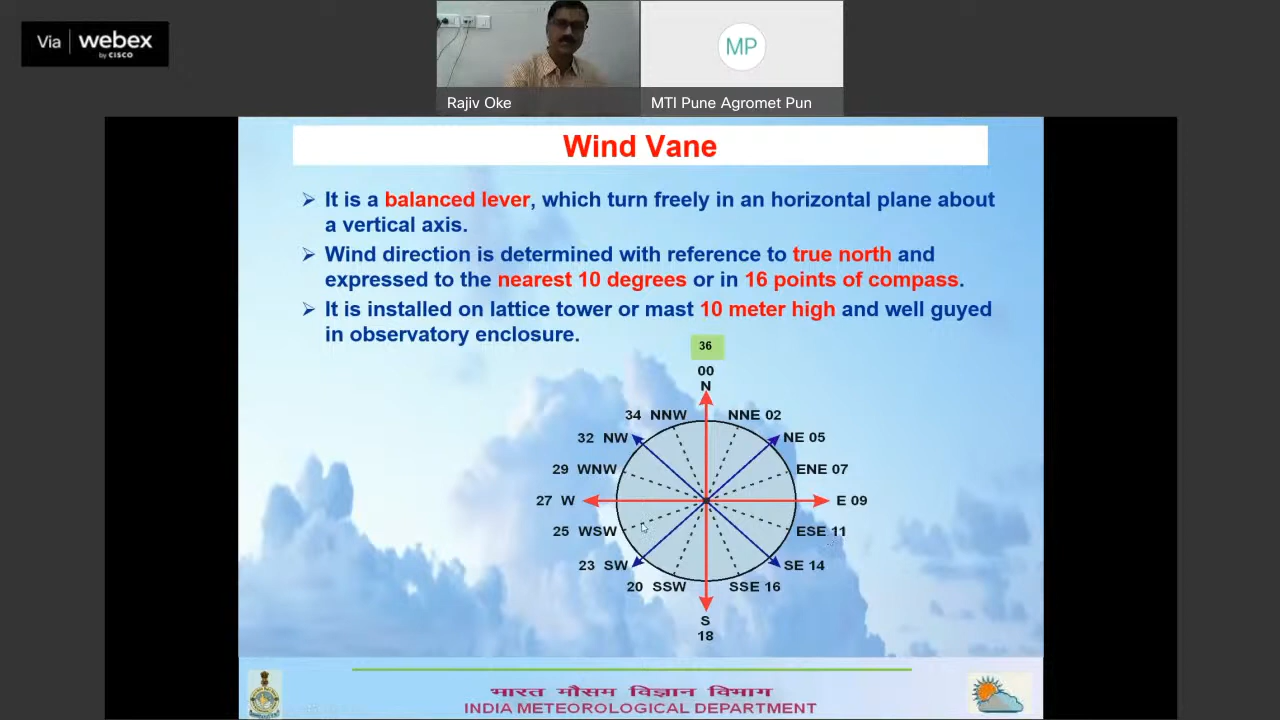 Via webex
by CISCO
MP
Rajiv Oke
MTI Pune Agromet Pun
Wind Vane
It is a balanced lever, which turn freely in an horizontal plane about
a vertical axis.
Wind direction is determined with reference to true north and
expressed to the nearest 10 degrees or in 16 points of compass.
It is installed on lattice tower or mast 10 meter high and well guyed
in observatory enclosure.
36
00
N
34 NNW
NNE 02
32 NW
NE 05
29 WNW
ENE 07
27 W
E 09
25 WSW
ESE 11
23 SW
SE 14
20 SSW
SSE 16
S
18
भारत मौसम विज्ञान विभाग
INDIA METEOROLOGICAL DEPARTMENT